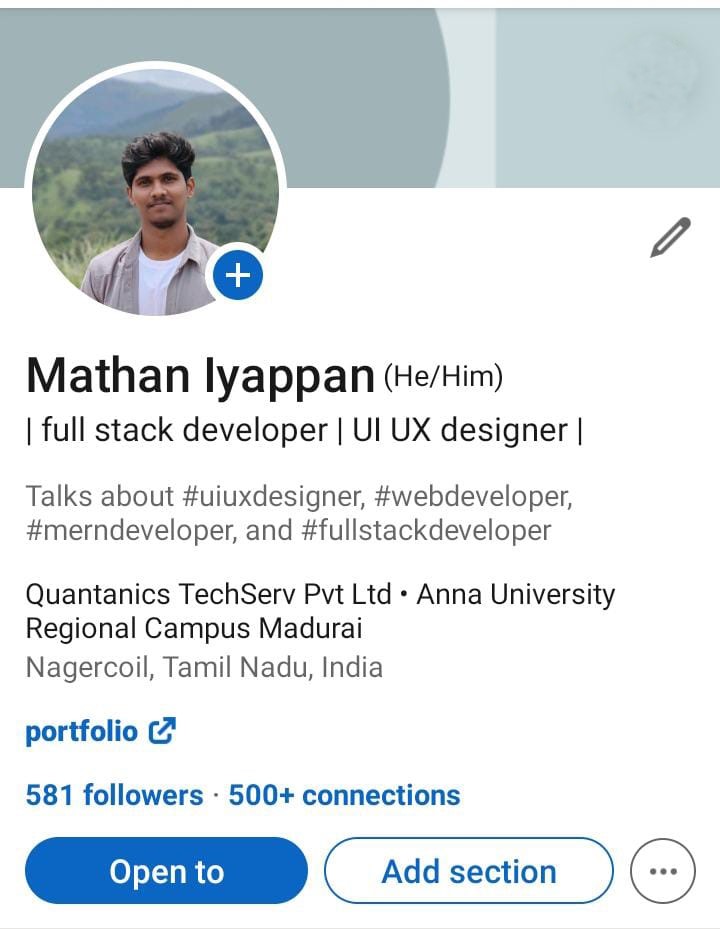 Mathan Iyappan (He/Him)
| full stack developer | UI UX designer |
Talks about #uiuxdesigner, #webdeveloper,
#merndeveloper, and #fullstackdeveloper
Quantanics TechServ Pvt Ltd • Anna University
Regional Campus Madurai
Nagercoil, Tamil Nadu, India
portfolio
581 followers · 500+ connections
Open to
Add section